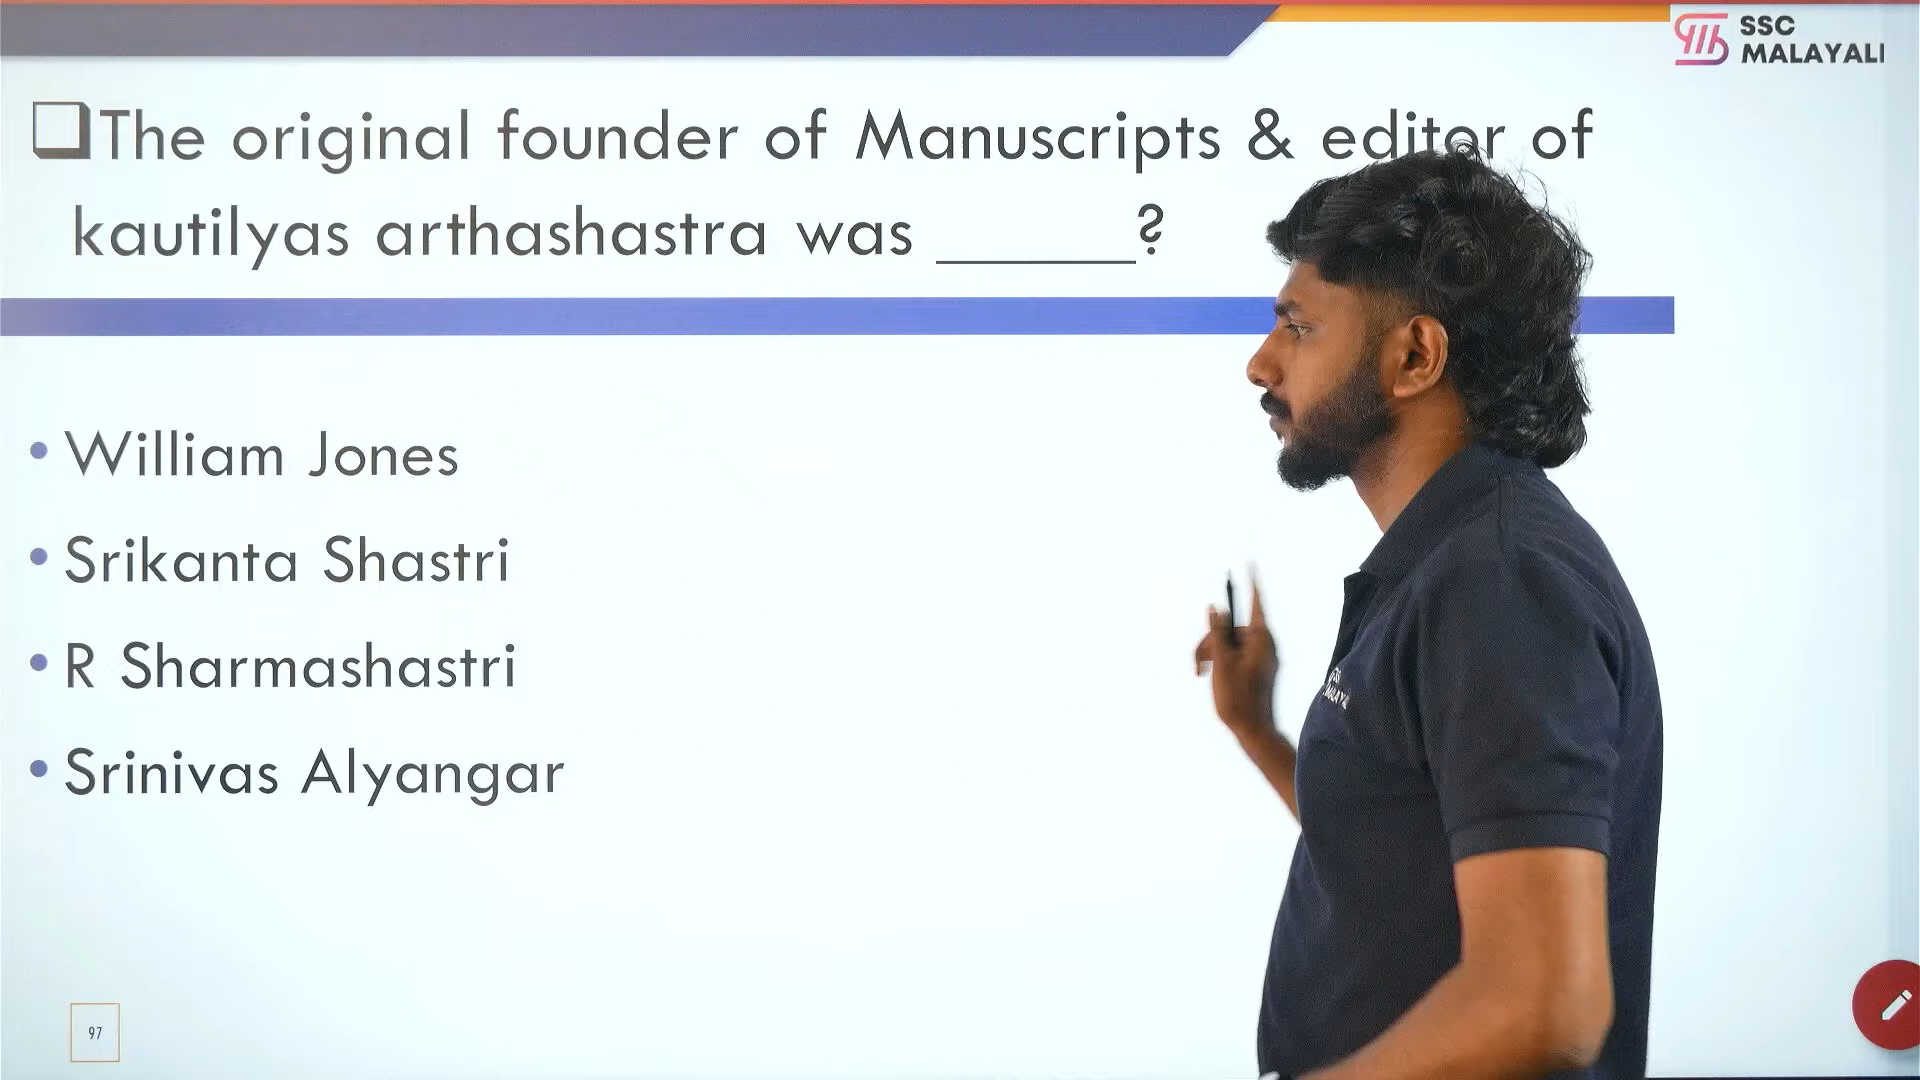 SSC
MALAYALI
The original founder of Manuscripts & editor of
kautilyas arthashastra was ______?
William Jones
Srikanta Shastri
R Sharmashastri
Srinivas Alyangar
97